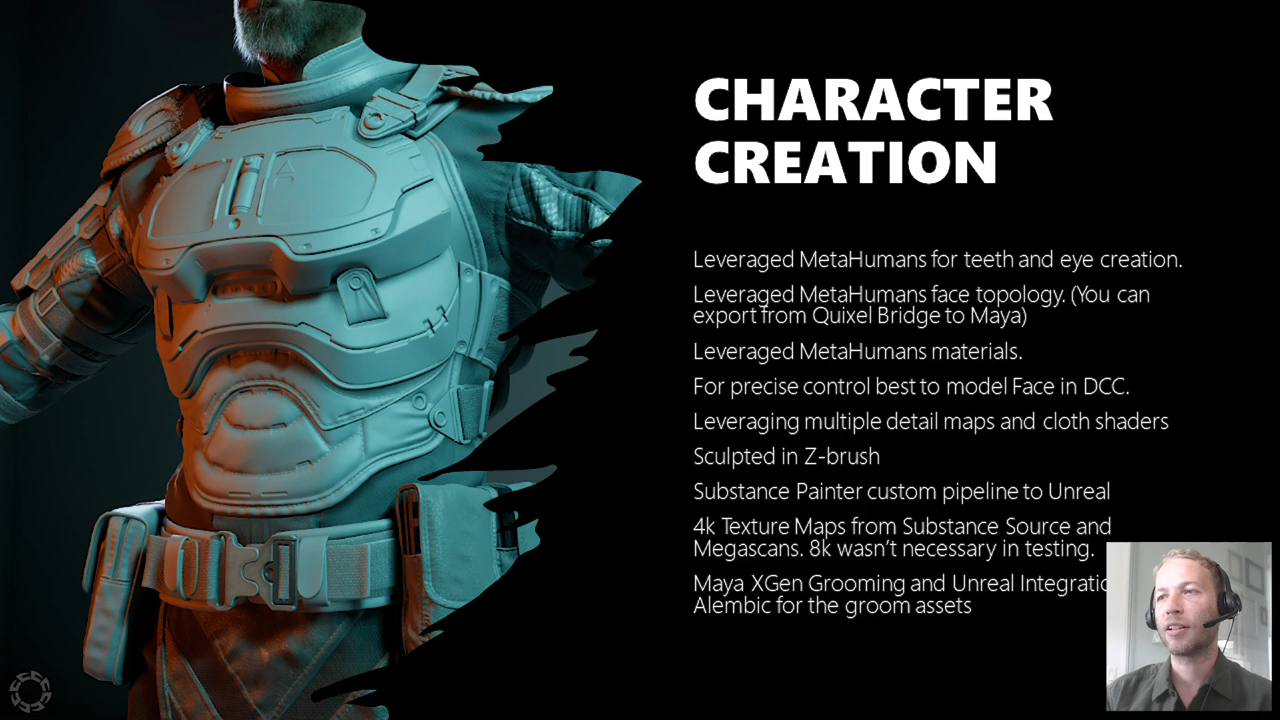 CHARACTER
CREATION
Leveraged MetaHumans for teeth and eye creation.
Leveraged MetaHumans face topology. (You can
export from Quixel Bridge to Maya)
Leveraged MetaHumans materials.
For precise control best to model Face in DCC.
Leveraging multiple detail maps and cloth shaders
Sculpted in Z-brush
Substance Painter custom pipeline to Unreal
4k Texture Maps from Substance Source and
Megascans. 8k wasn't necessary in testing.
Maya XGen Grooming and Unreal
Alembic for the groom assets